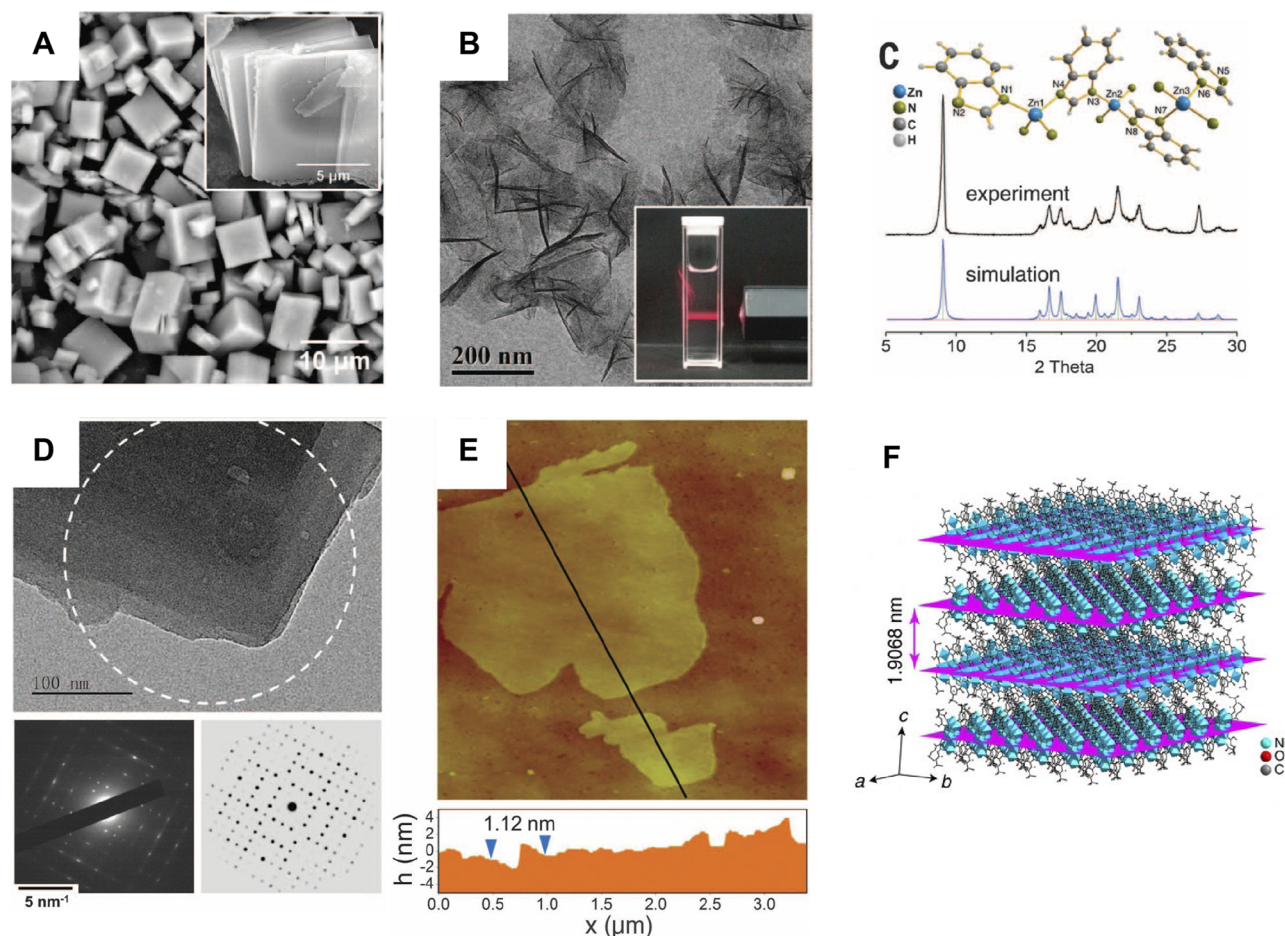 A
5 µm
10 µm
B
200 nm
C
Zn
N
C
H
N1
N2
Zn1
N4
N3
Zn2
N8
N7
Zn3
N6
N5
experiment
simulation
5 10 15 20 25 30
2 Theta
D
100 nm
5 nm-1
E
1.12 nm
h (nm)
4
2
0
-2
-4
0.0 0.5 1.0 1.5 2.0 2.5 3.0
x (µm)
F
1.9068 nm
c
a
b
N
O
C